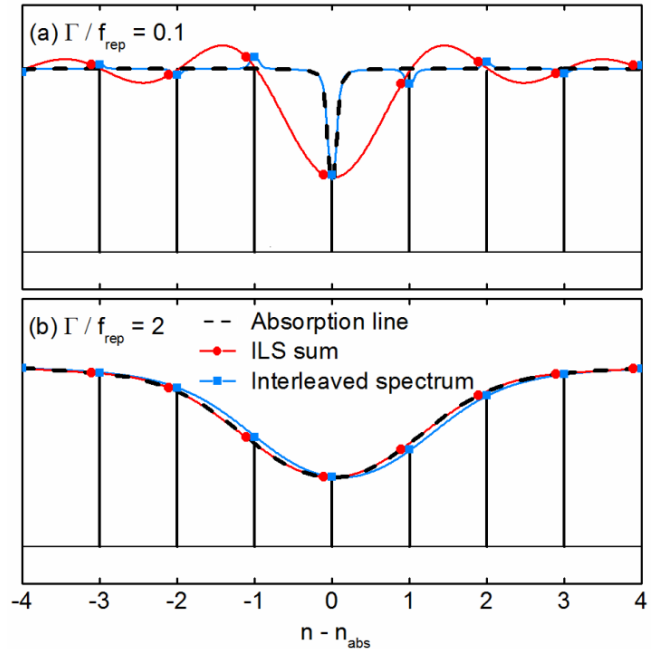 (a) Γ / f_rep = 0.1
(b) Γ / f_rep = 2
Absorption line
ILS sum
Interleaved spectrum
-4 -3 -2 -1 0 1 2 3 4
n - n_abs